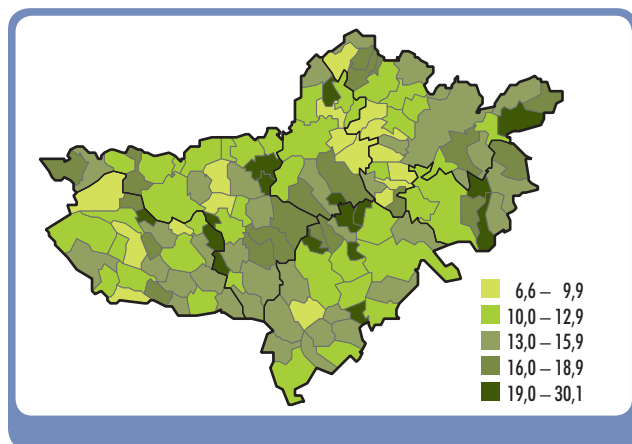 6,6 – 9,9
10,0 – 12,9
13,0 – 15,9
16,0 – 18,9
19,0 – 30,1